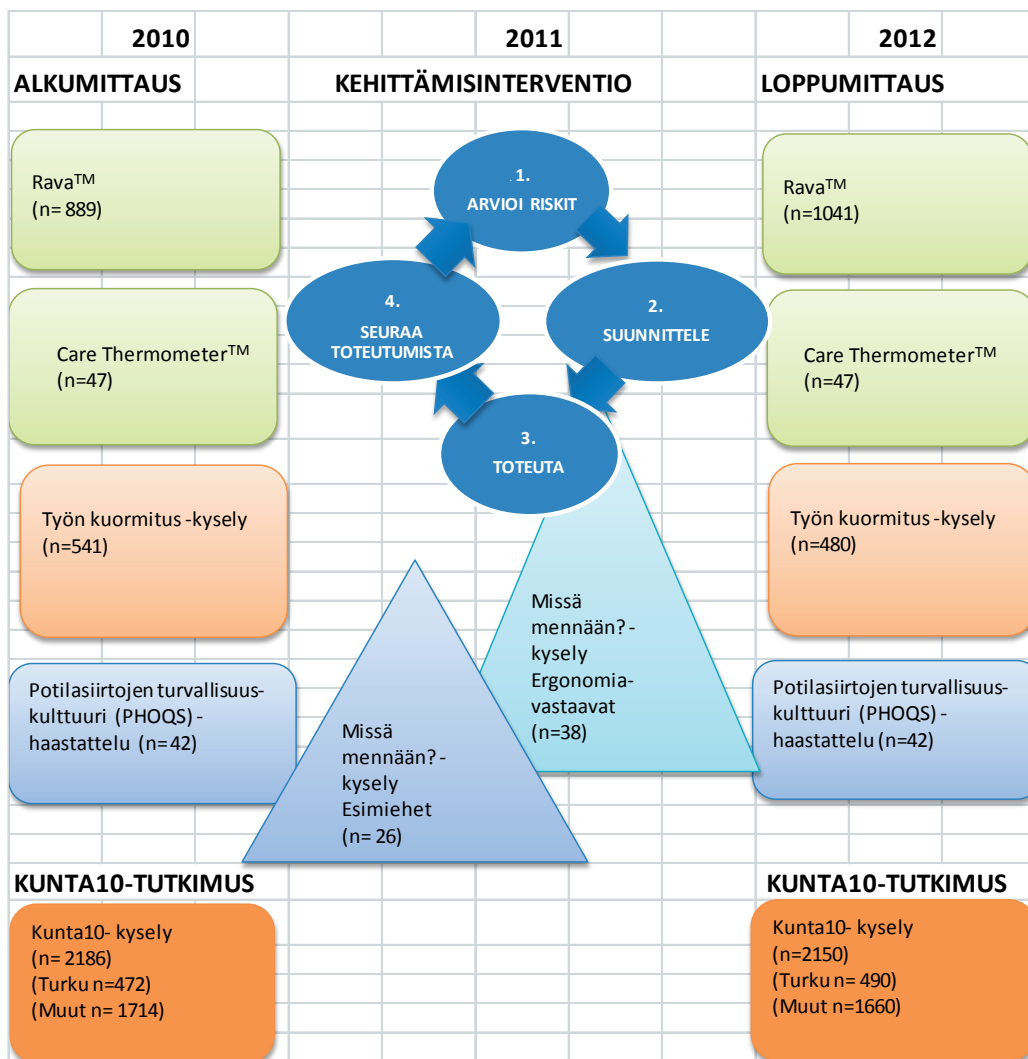 2010
2011
2012
ALKUMITTAUS
KEHITTÄMISINTERVENTIO
LOPPUMITTAUS
Rava™
(n= 889)
Care Thermometer™
(n=47)
Työn kuormitus -kysely
(n=541)
Potilasiirtojen turvallisuus-
kulttuuri (PHOQS) -
haastattelu (n= 42)
1.
ARVIOI RISKIT
2.
SUUNNITTELE
3.
TOTEUTA
4.
SEURAA
TOTEUTUMISTA
Missä
mennään? -
kysely
Esimiehet
(n= 26)
Missä
mennään? -
kysely
Ergonomia-
vastaavat
(n=38)
Rava™
(n=1041)
Care Thermometer™
(n=47)
Työn kuormitus -kysely
(n=480)
Potilasiirtojen turvallisuus-
kulttuuri (PHOQS) -
haastattelu (n=42)
KUNTA10-TUTKIMUS
Kunta10- kysely
(n= 2186)
(Turku n=472)
(Muut n= 1714)
KUNTA10-TUTKIMUS
Kunta10- kysely
(n=2150)
(Turku n= 490)
(Muut n=1660)